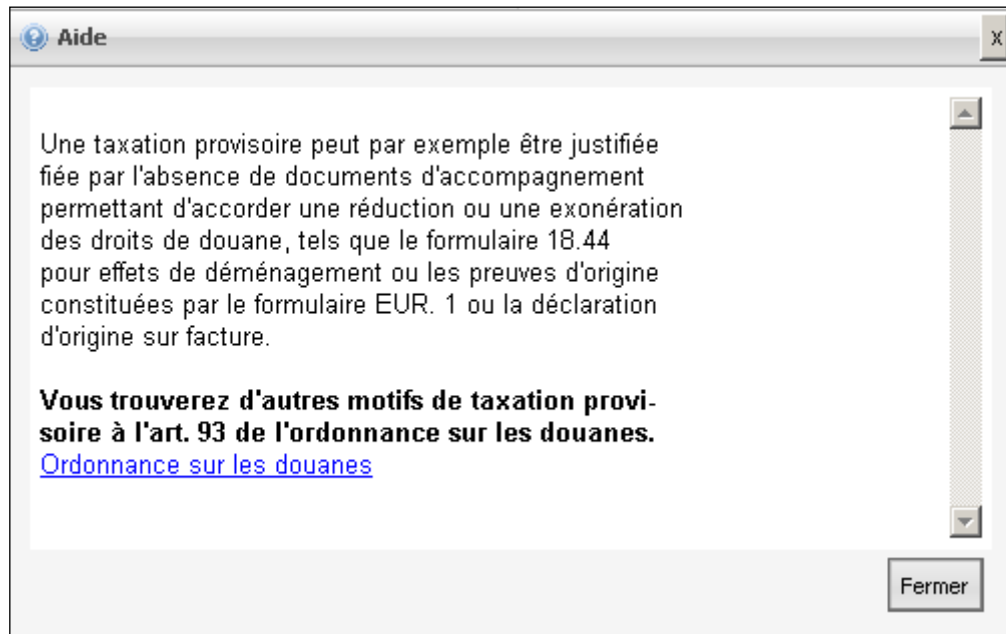 Aide
x
Une taxation provisoire peut par exemple être justifiée
fiée par l'absence de documents d'accompagnement
permettant d'accorder une réduction ou une exonération
des droits de douane, tels que le formulaire 18.44
pour effets de déménagement ou les preuves d'origine
constituées par le formulaire EUR. 1 ou la déclaration
d'origine sur facture.
Vous trouverez d'autres motifs de taxation provi-
soire à l'art. 93 de l'ordonnance sur les douanes.
Ordonnance sur les douanes
Fermer